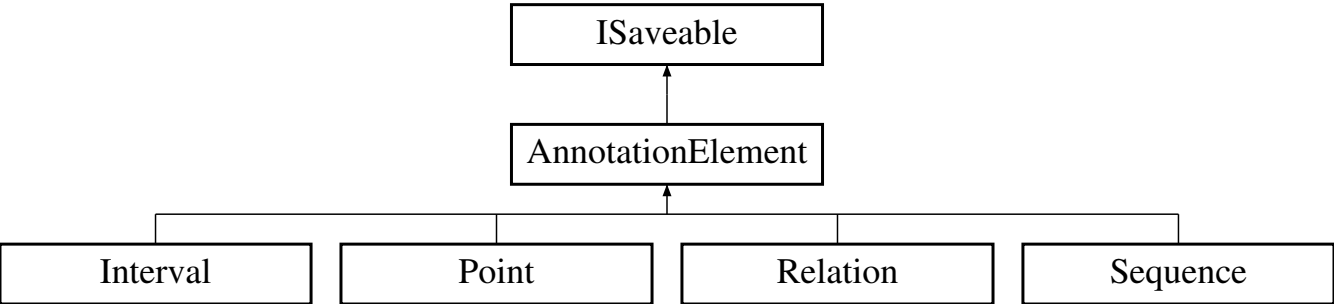 ISaveable
AnnotationElement
Interval
Point
Relation
Sequence